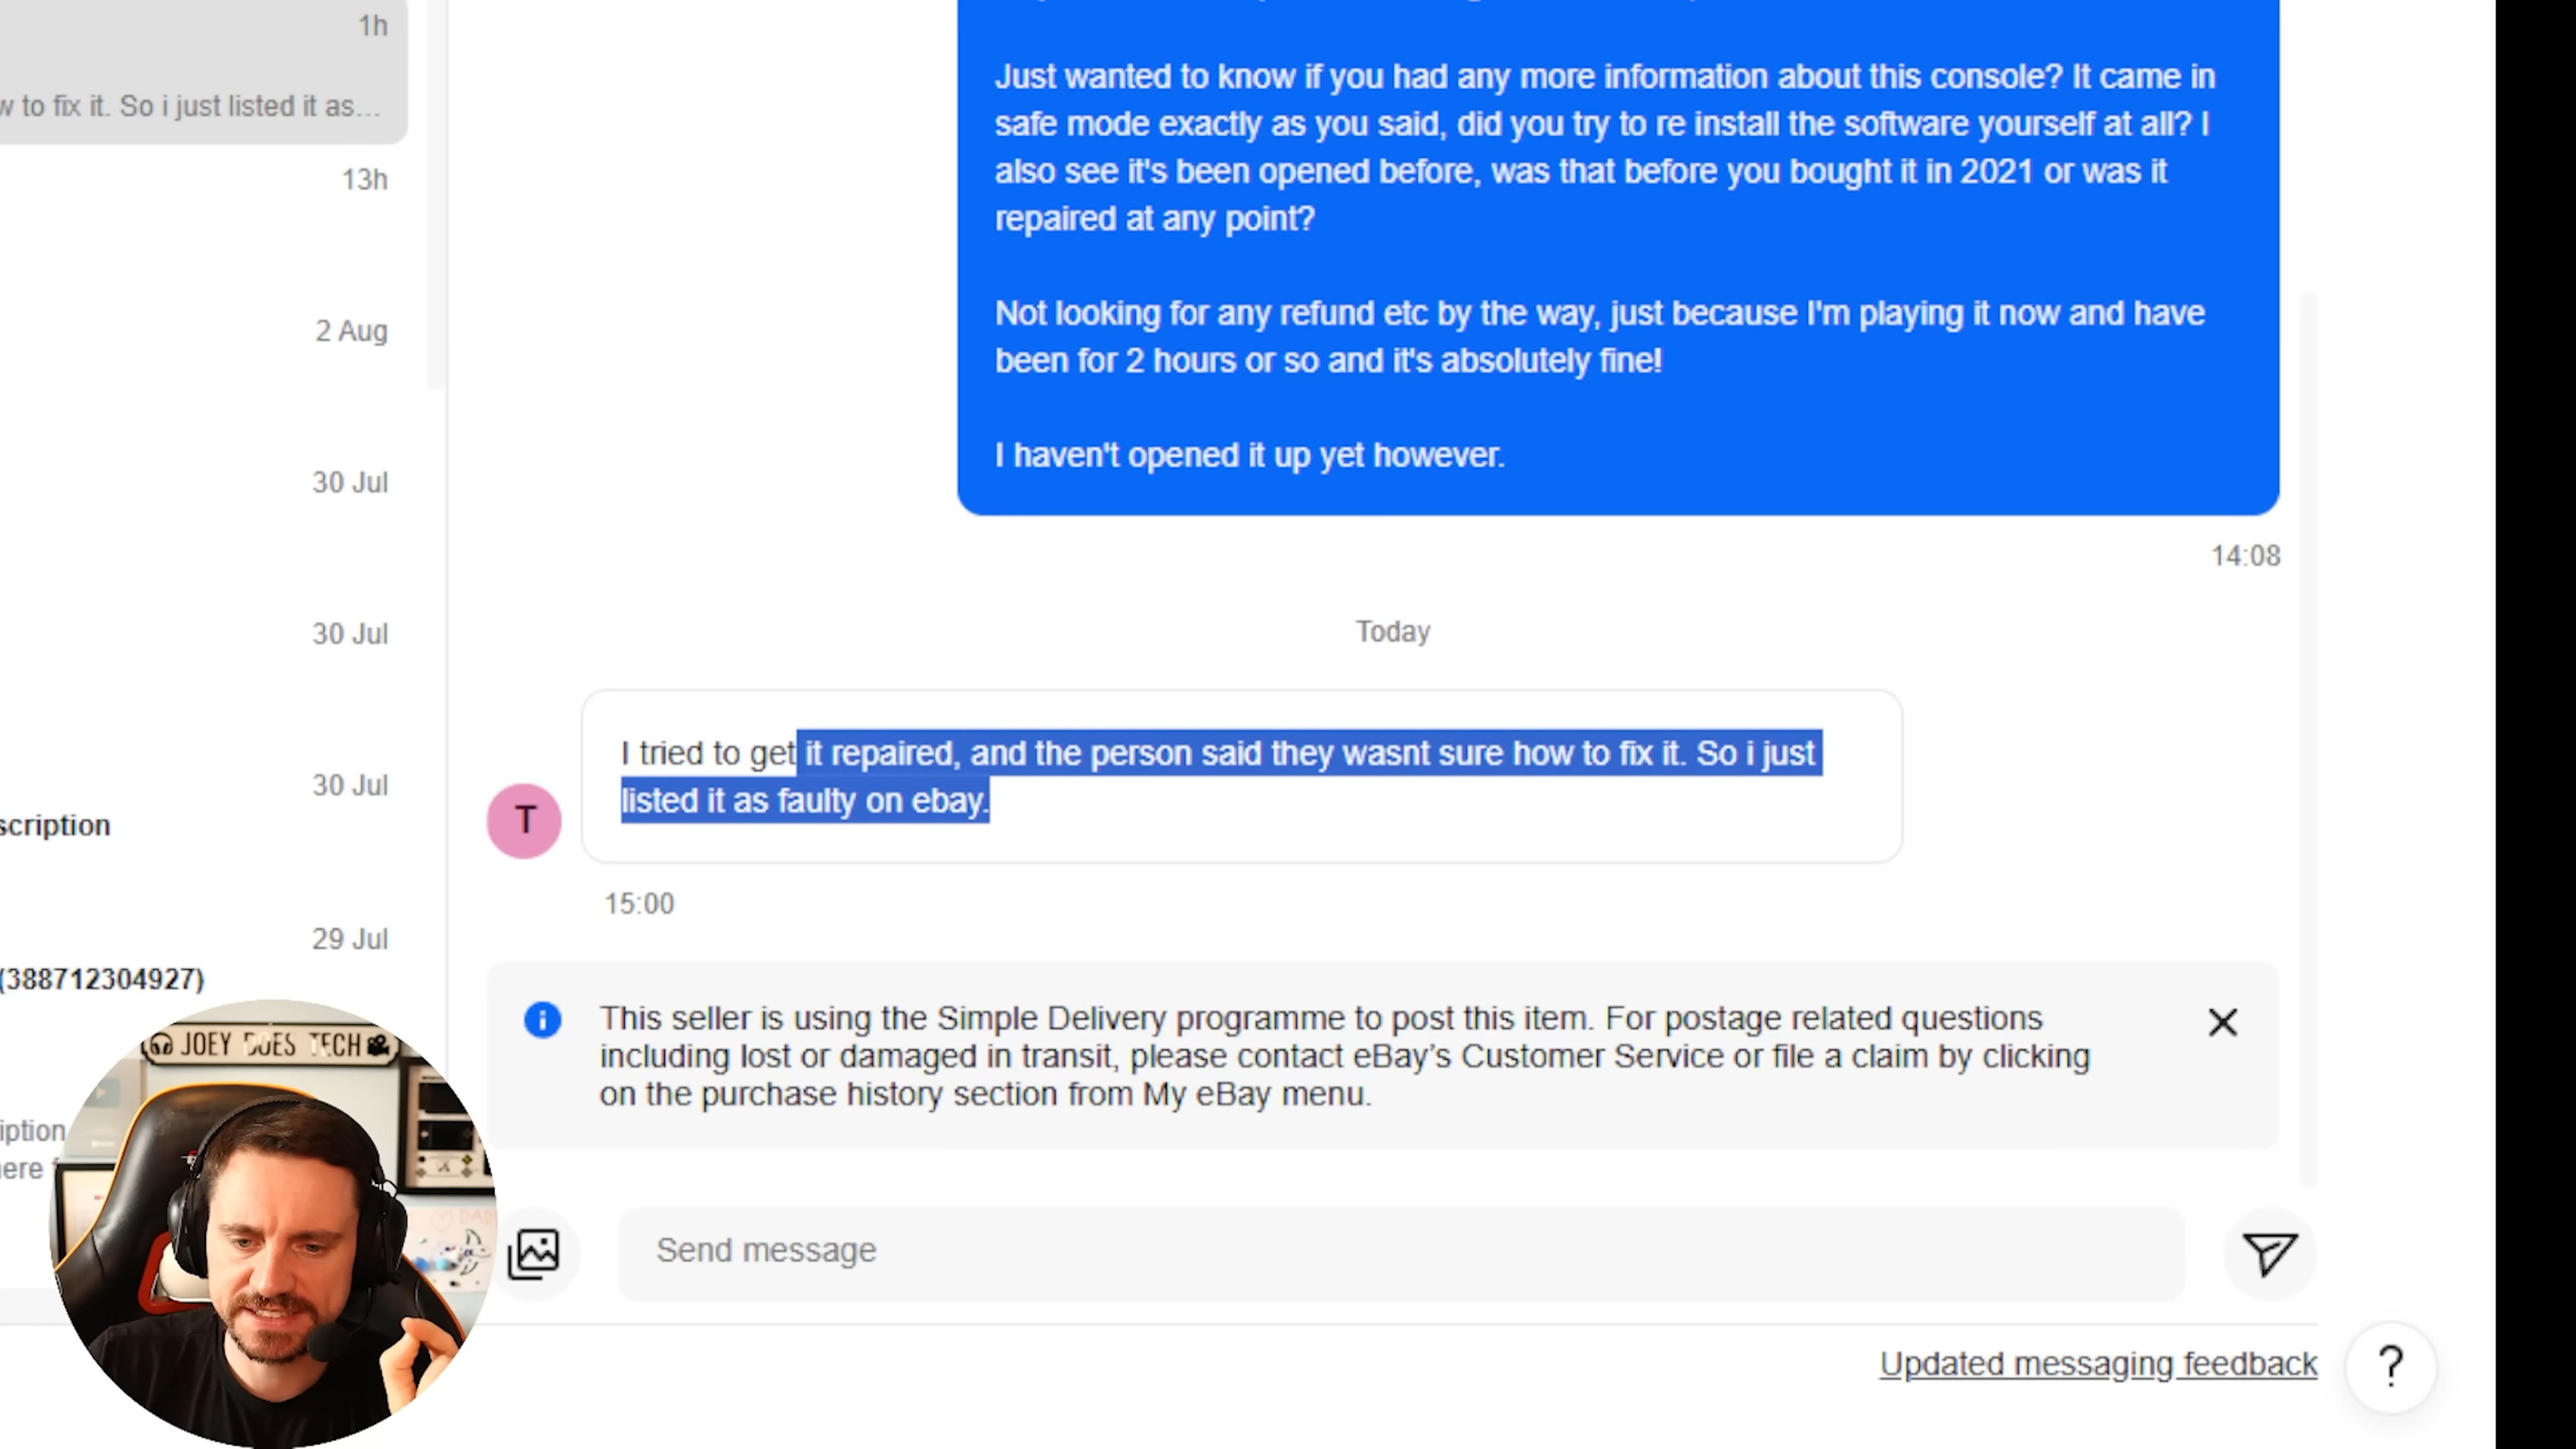 1h
w to fix it. So i just listed it as...
13h
2 Aug
30 Jul
30 Jul
30 Jul
scription
29 Jul
(388712304927)
iption
here
Just wanted to know if you had any more information about this console? It came in
safe mode exactly as you said, did you try to re install the software yourself at all? I
also see it's been opened before, was that before you bought it in 2021 or was it
repaired at any point?
Not looking for any refund etc by the way, just because I'm playing it now and have
been for 2 hours or so and it's absolutely fine!
I haven't opened it up yet however.
14:08
Today
I tried to get it repaired, and the person said they wasnt sure how to fix it. So i just
listed it as faulty on ebay.
T
15:00
This seller is using the Simple Delivery programme to post this item. For postage related questions
including lost or damaged in transit, please contact eBay’s Customer Service or file a claim by clicking
on the purchase history section from My eBay menu.
JOEY DOES TECH
Send message
Updated messaging feedback
?